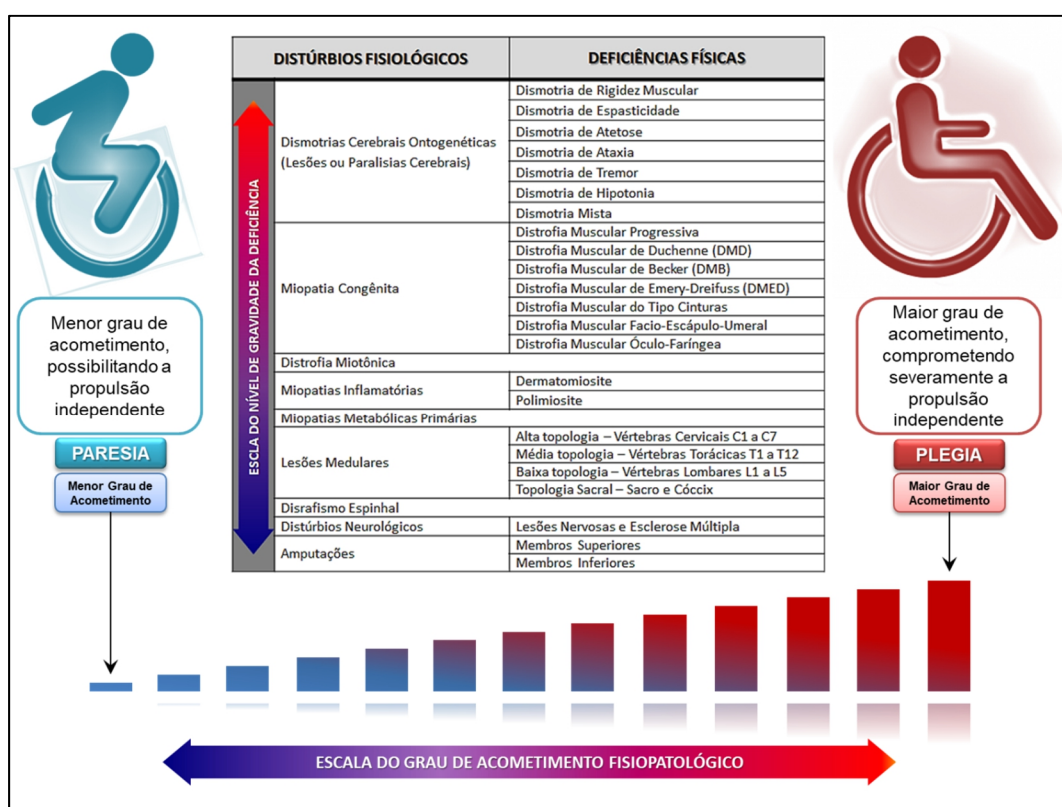 DISTÚRBIOS FISIOLÓGICOS
DEFICIÊNCIAS FÍSICAS
ESCLA DO NÍVEL DE GRAVIDADE DA DEFICIÊNCIA
Dismotrias Cerebrais Ontogenéticas
(Lesões ou Paralisias Cerebrais)
Dismotria de Rigidez Muscular
Dismotria de Espasticidade
Dismotria de Atetose
Dismotria de Ataxia
Dismotria de Tremor
Dismotria de Hipotonia
Dismotria Mista
Miopatia Congênita
Distrofia Muscular Progressiva
Distrofia Muscular de Duchenne (DMD)
Distrofia Muscular de Becker (DMB)
Distrofia Muscular de Emery-Dreifuss (DMED)
Distrofia Muscular do Tipo Cinturas
Distrofia Muscular Facio-Escápulo-Umeral
Distrofia Muscular Óculo-Faríngea
Distrofia Miotônica
Miopatias Inflamatórias
Dermatomiosite
Polimiosite
Miopatias Metabólicas Primárias
Lesões Medulares
Alta topologia – Vértebras Cervicais C1 a C7
Média topologia – Vértebras Torácicas T1 a T12
Baixa topologia – Vértebras Lombares L1 a L5
Topologia Sacral – Sacro e Cóccix
Disrafismo Espinhal
Distúrbios Neurológicos
Lesões Nervosas e Esclerose Múltipla
Amputações
Membros Superiores
Membros Inferiores
Menor grau de
acometimento,
possibilitando a
propulsão
independente
PARESIA
Menor Grau de
Acometimento
Maior grau de
acometimento,
comprometendo
severamente a
propulsão
independente
PLEGIA
Maior Grau de
Acometimento
ESCALA DO GRAU DE ACOMETIMENTO FISIOPATOLÓGICO